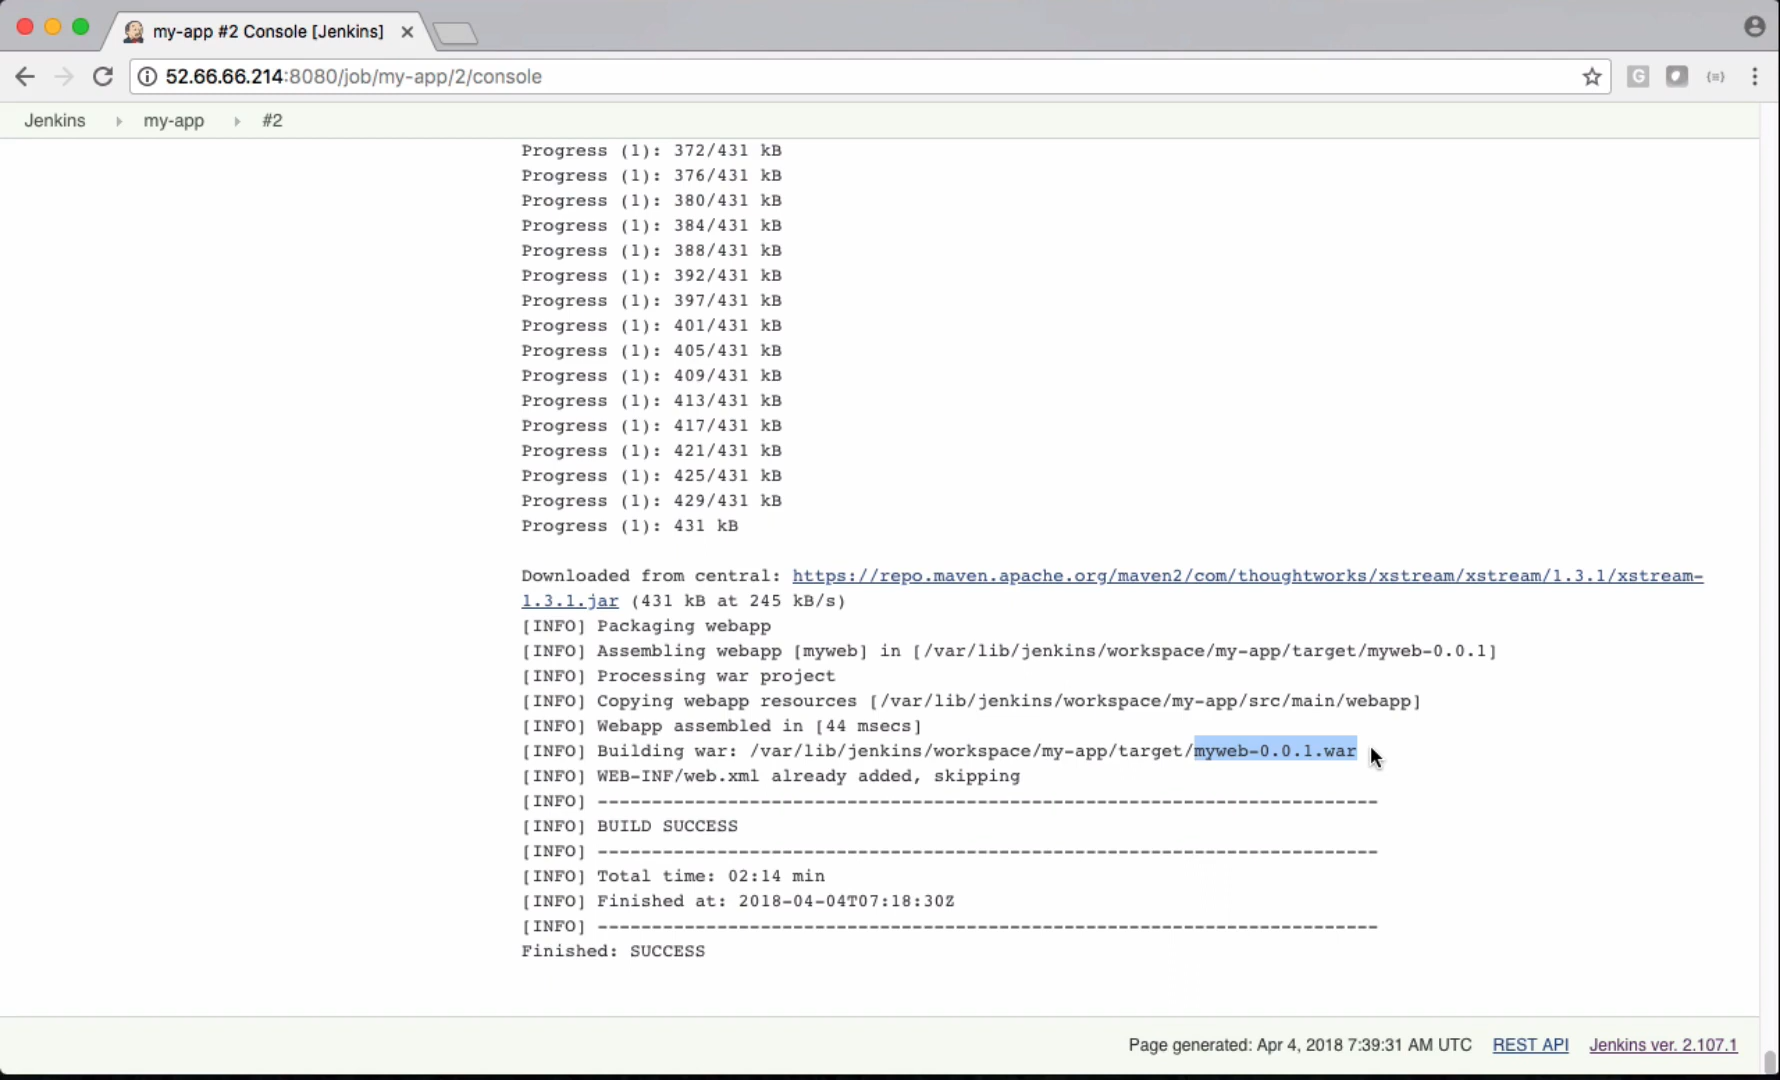 my-app #2 Console [Jenkins]
52.66.66.214:8080/job/my-app/2/console
G {≡}
Jenkins my-app #2
Progress (1): 372/431 kB
Progress (1): 376/431 kB
Progress (1): 380/431 kB
Progress (1): 384/431 kB
Progress (1): 388/431 kB
Progress (1): 392/431 kB
Progress (1): 397/431 kB
Progress (1): 401/431 kB
Progress (1): 405/431 kB
Progress (1): 409/431 kB
Progress (1): 413/431 kB
Progress (1): 417/431 kB
Progress (1): 421/431 kB
Progress (1): 425/431 kB
Progress (1): 429/431 kB
Progress (1): 431 kB
Downloaded from central: https://repo.maven.apache.org/maven2/com/thoughtworks/xstream/xstream/1.3.1/xstream-
1.3.1.jar (431 kB at 245 kB/s)
[INFO] Packaging webapp
[INFO] Assembling webapp [myweb] in [/var/lib/jenkins/workspace/my-app/target/myweb-0.0.1]
[INFO] Processing war project
[INFO] Copying webapp resources [/var/lib/jenkins/workspace/my-app/src/main/webapp]
[INFO] Webapp assembled in [44 msecs]
[INFO] Building war: /var/lib/jenkins/workspace/my-app/target/myweb-0.0.1.war
[INFO] WEB-INF/web.xml already added, skipping
[INFO] ------------------------------------------------------------------------
[INFO] BUILD SUCCESS
[INFO] ------------------------------------------------------------------------
[INFO] Total time: 02:14 min
[INFO] Finished at: 2018-04-04T07:18:30Z
[INFO] ------------------------------------------------------------------------
Finished: SUCCESS
Page generated: Apr 4, 2018 7:39:31 AM UTC REST API Jenkins ver. 2.107.1